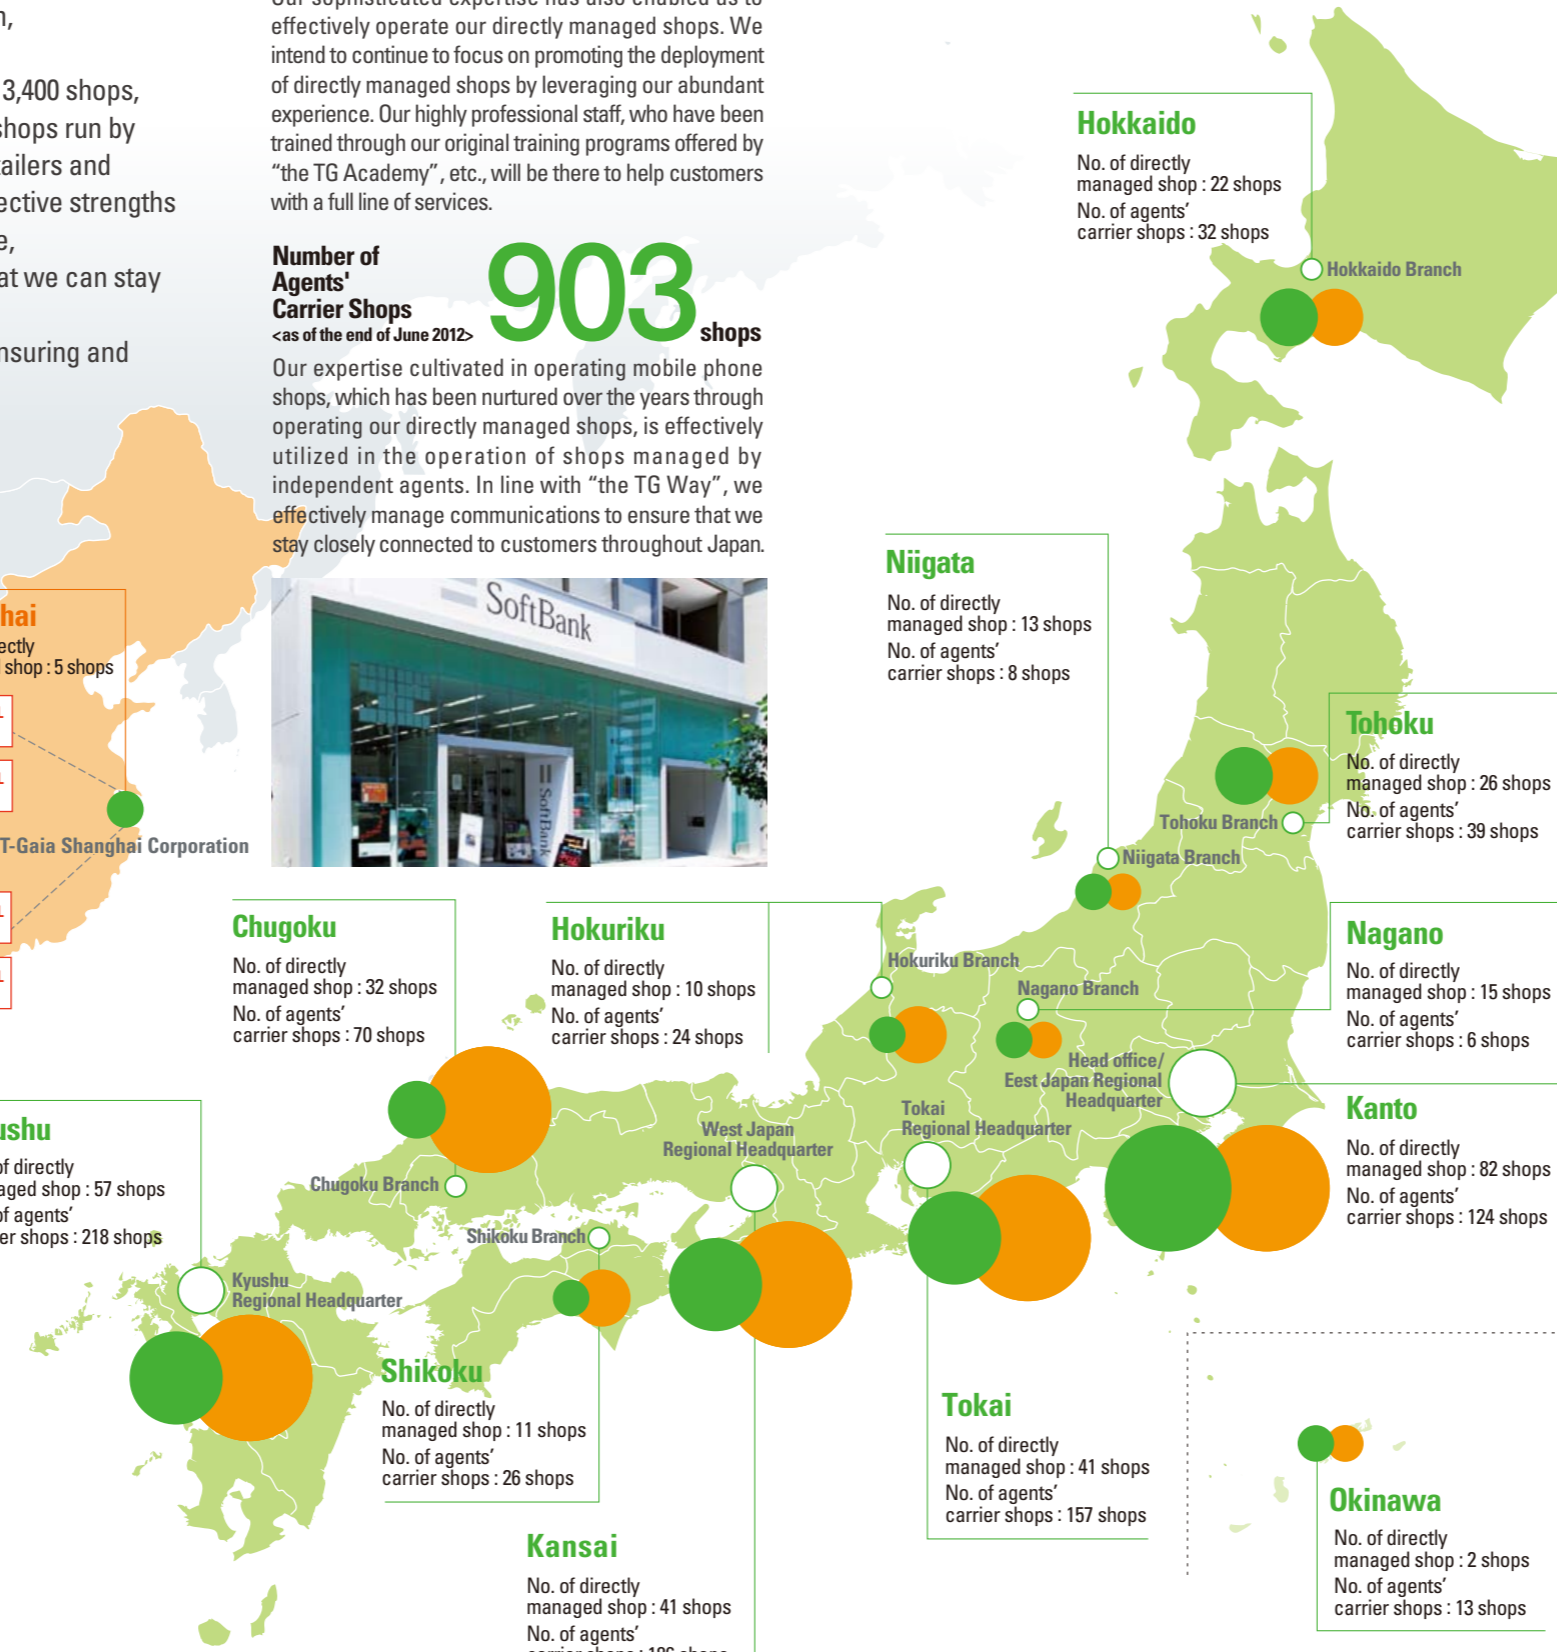 n,
3,400 shops,
shops run by
tailers and
ective strengths
e,
at we can stay
nsuring and
Our sophisticated expertise has also enabled us to
effectively operate our directly managed shops. We
intend to continue to focus on promoting the deployment
of directly managed shops by leveraging our abundant
experience. Our highly professional staff, who have been
trained through our original training programs offered by
“the TG Academy”, etc., will be there to help customers
with a full line of services.
Number of
Agents'
Carrier Shops
<as of the end of June 2012>
903
shops
Our expertise cultivated in operating mobile phone
shops, which has been nurtured over the years through
operating our directly managed shops, is effectively
utilized in the operation of shops managed by
independent agents. In line with “the TG Way”, we
effectively manage communications to ensure that we
stay closely connected to customers throughout Japan.
SoftBank
SoftBank
hai
ectly
shop : 5 shops
T-Gaia Shanghai Corporation
Hokkaido
No. of directly
managed shop : 22 shops
No. of agents’
carrier shops : 32 shops
Hokkaido Branch
Niigata
No. of directly
managed shop : 13 shops
No. of agents’
carrier shops : 8 shops
Niigata Branch
Tohoku
No. of directly
managed shop : 26 shops
No. of agents’
carrier shops : 39 shops
Tohoku Branch
Chugoku
No. of directly
managed shop : 32 shops
No. of agents’
carrier shops : 70 shops
Chugoku Branch
Hokuriku
No. of directly
managed shop : 10 shops
No. of agents’
carrier shops : 24 shops
Hokuriku Branch
Nagano
No. of directly
managed shop : 15 shops
No. of agents’
carrier shops : 6 shops
Nagano Branch
Head office/
Eest Japan Regional
Headquarter
Kanto
No. of directly
managed shop : 82 shops
No. of agents’
carrier shops : 124 shops
Tokai
Regional Headquarter
West Japan
Regional Headquarter
ushu
of directly
aged shop : 57 shops
of agents’
er shops : 218 shops
Kyushu
Regional Headquarter
Shikoku Branch
Shikoku
No. of directly
managed shop : 11 shops
No. of agents’
carrier shops : 26 shops
Tokai
No. of directly
managed shop : 41 shops
No. of agents’
carrier shops : 157 shops
Okinawa
No. of directly
managed shop : 2 shops
No. of agents’
carrier shops : 13 shops
Kansai
No. of directly
managed shop : 41 shops
No. of agents’
carrier shops : 186 shops